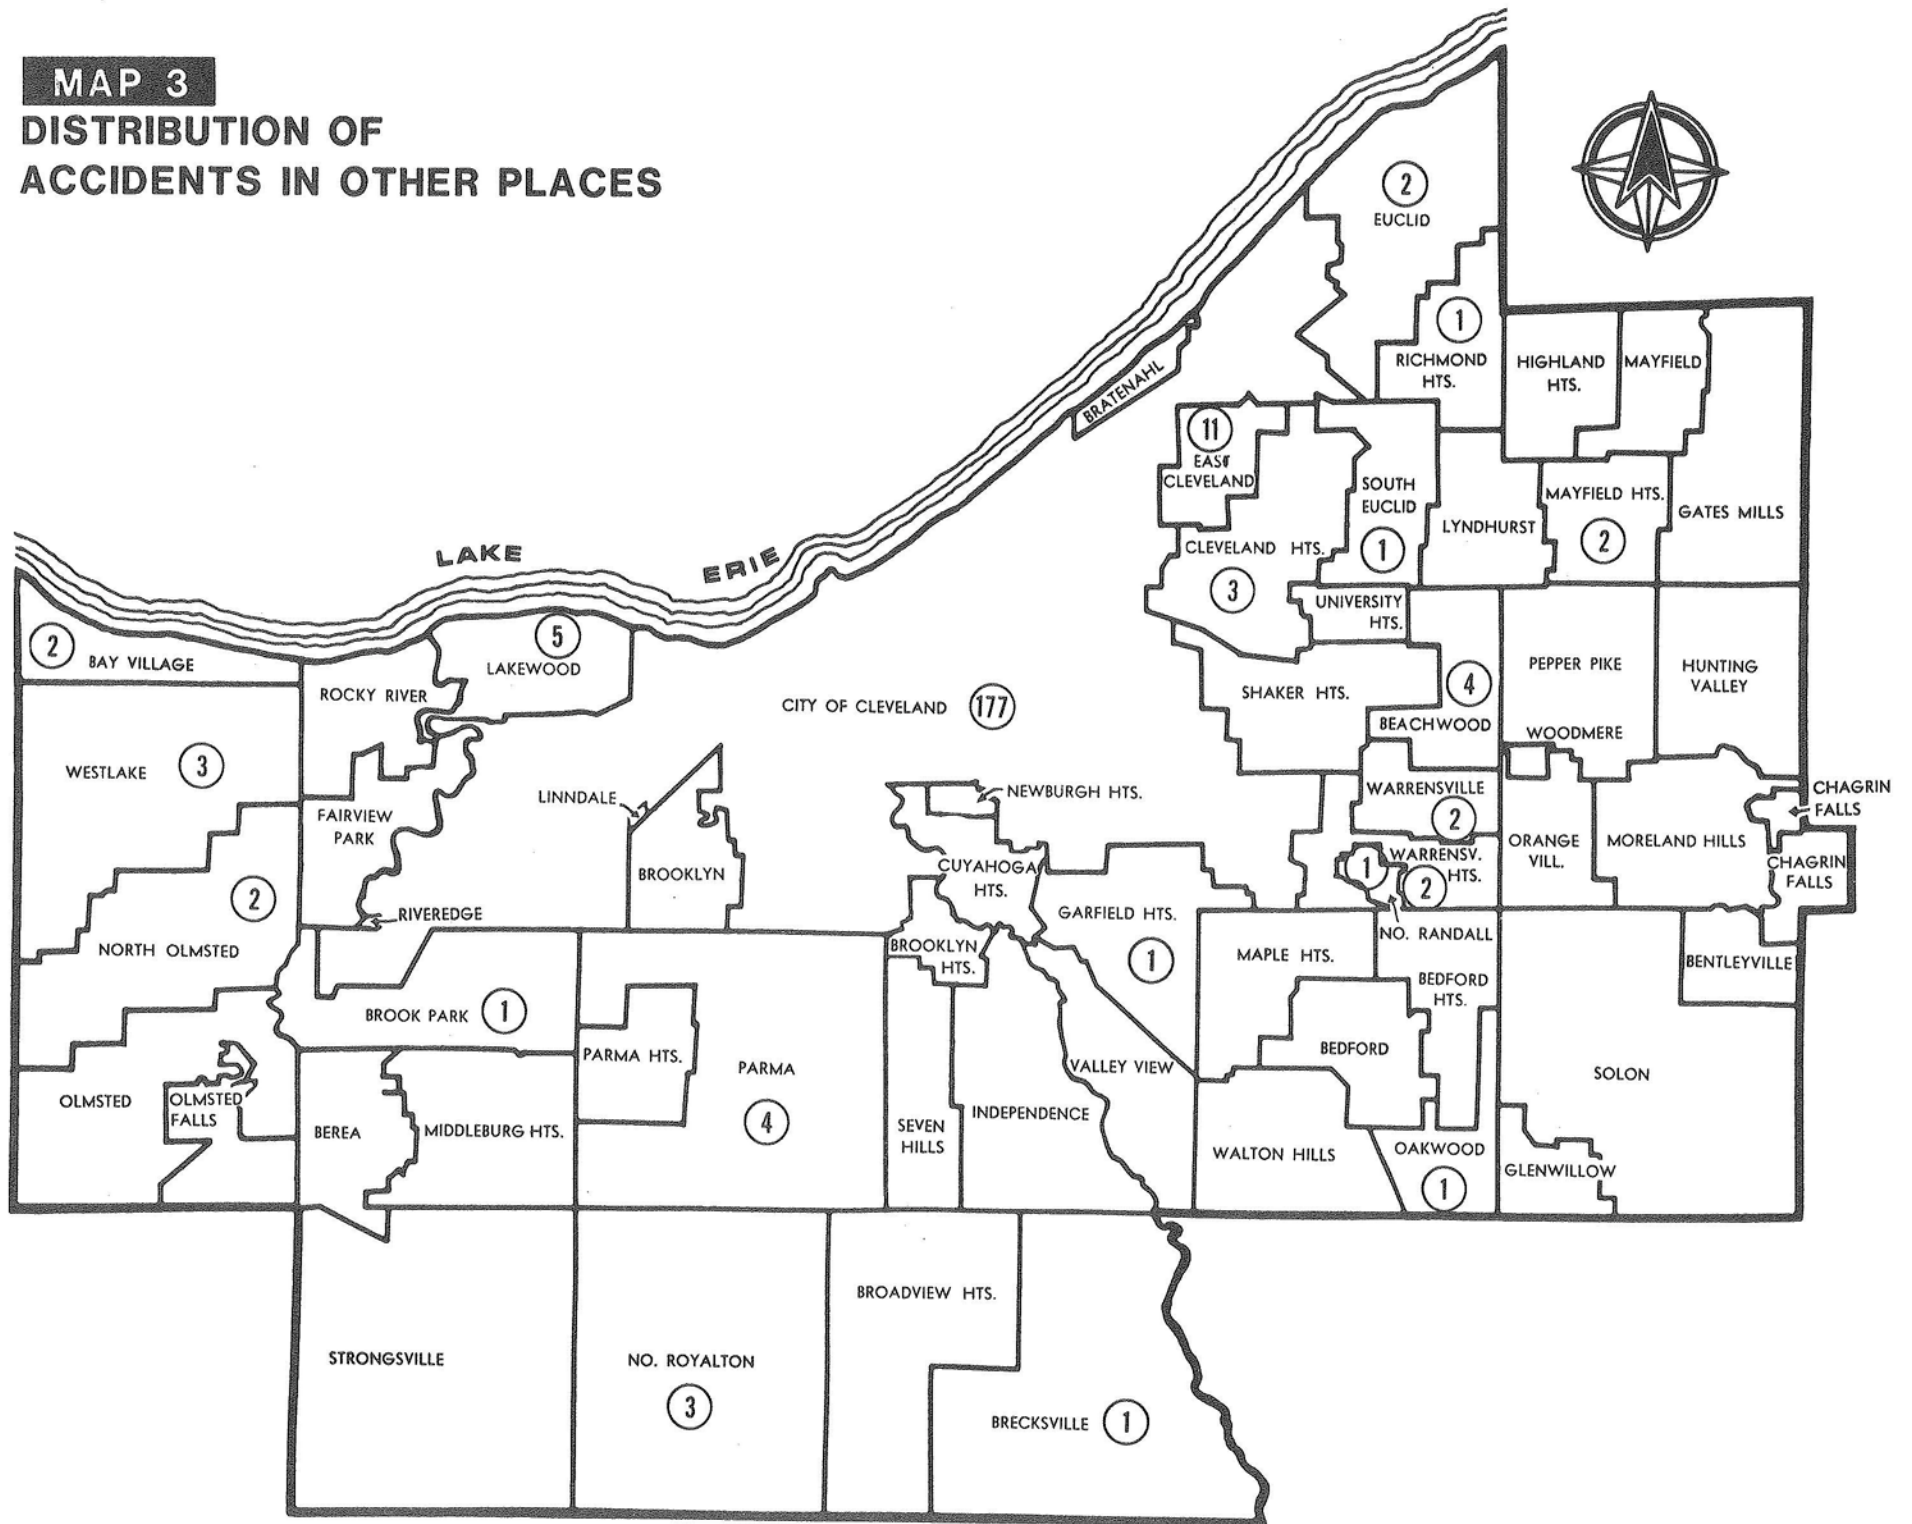 MAP 3
DISTRIBUTION OF
ACCIDENTS IN OTHER PLACES
2
EUCLID
1
RICHMOND
HTS.
HIGHLAND
HTS.
MAYFIELD
BRATENAHL
11
EAST
CLEVELAND
SOUTH
EUCLID
1
LYNDHURST
MAYFIELD HTS.
2
GATES MILLS
CLEVELAND HTS.
3
UNIVERSITY
HTS.
LAKE ERIE
2
BAY VILLAGE
5
LAKEWOOD
ROCKY RIVER
CITY OF CLEVELAND 177
SHAKER HTS.
4
BEACHWOOD
PEPPER PIKE
HUNTING
VALLEY
WOODMERE
WESTLAKE 3
LINNDALE
NEWBURGH HTS.
WARRENSVILLE
2
CHAGRIN
FALLS
FAIRVIEW
PARK
BROOKLYN
CUYAHOGA
HTS.
1
WARRENSV.
HTS.
2
ORANGE
VILL.
MORELAND HILLS
CHAGRIN
FALLS
2
NORTH OLMSTED
RIVEREDGE
GARFIELD HTS.
1
NO. RANDALL
BROOKLYN
HTS.
MAPLE HTS.
BEDFORD
HTS.
BENTLEYVILLE
BROOK PARK 1
PARMA HTS.
PARMA
4
BEDFORD
SOLON
VALLEY VIEW
OLMSTED
OLMSTED
FALLS
BEREA
MIDDLEBURG HTS.
SEVEN
HILLS
INDEPENDENCE
WALTON HILLS
OAKWOOD
1
GLENWILLOW
BROADVIEW HTS.
STRONGSVILLE
NO. ROYALTON
3
BRECKSVILLE 1